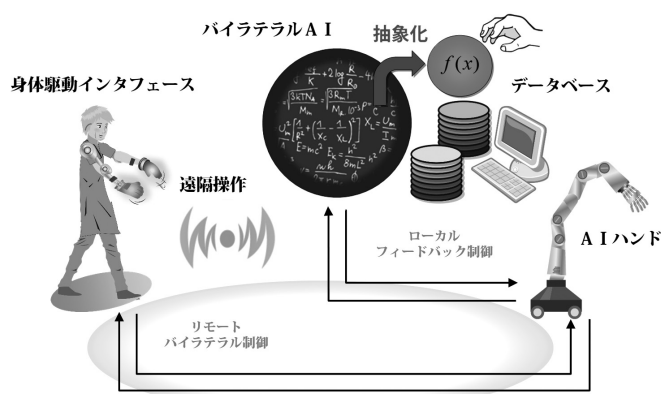 バイラテラルAI
抽象化
f(x)
身体駆動インタフェース
データベース
遠隔操作
ローカル
フィードバック制御
AIハンド
リモート
バイラテラル制御